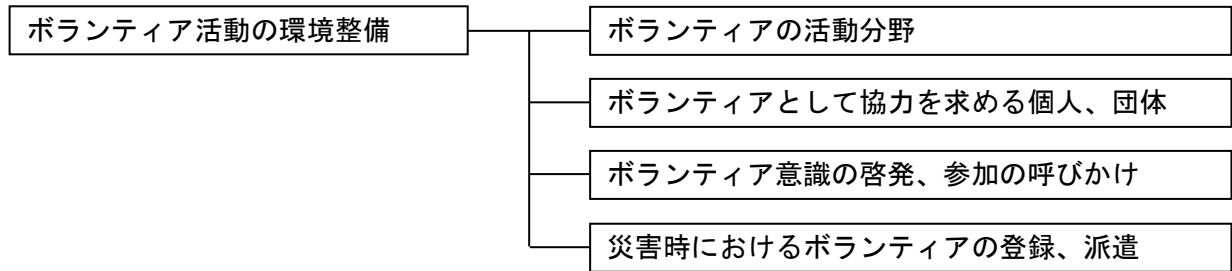 ボランティア活動の環境整備
ボランティアの活動分野
ボランティアとして協力を求める個人、団体
ボランティア意識の啓発、参加の呼びかけ
災害時におけるボランティアの登録、派遣